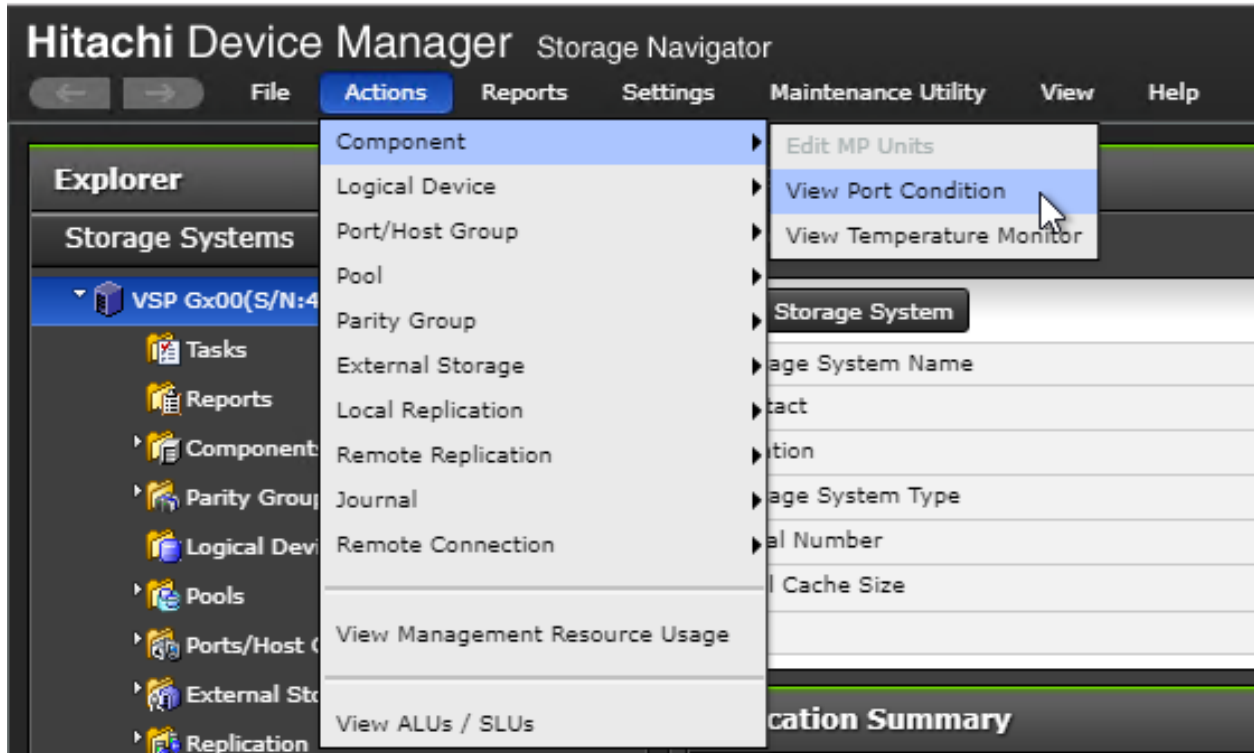 Hitachi Device Manager Storage Navigator
File Actions Reports Settings Maintenance Utility View Help
Component
Logical Device
Port/Host Group
Pool
Parity Group
External Storage
Local Replication
Remote Replication
Journal
Remote Connection
View Management Resource Usage
View ALUs / SLUs
Edit MP Units
View Port Condition
View Temperature Monitor
Explorer
Storage Systems
VSP Gx00(S/N:4
Tasks
Reports
Component
Parity Grou
Logical Devi
Pools
Ports/Host
External Sto
Replication
Storage System
age System Name
tact
tion
age System Type
al Number
l Cache Size
cation Summary